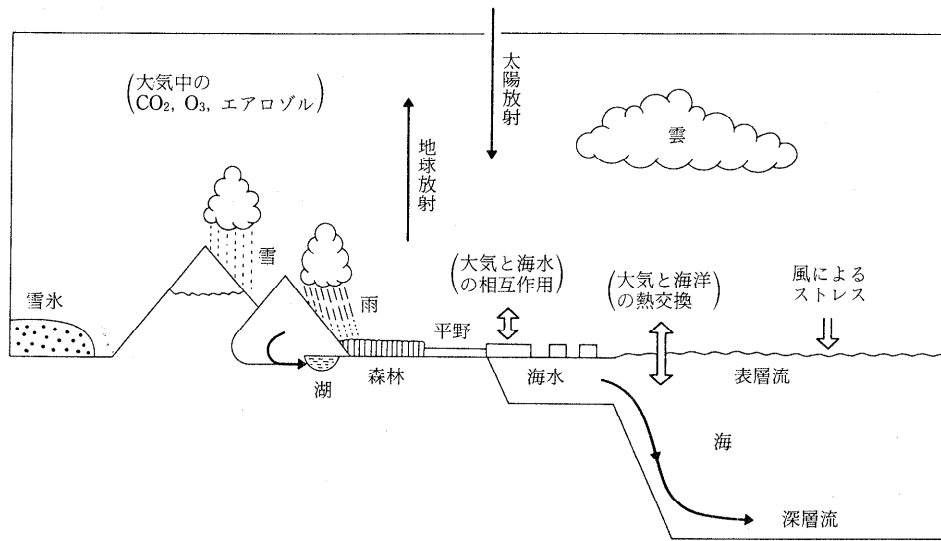 (大気中の
CO2, O3, エアロゾル)
太陽放射
地球放射
雲
雪
雨
雪氷
湖
森林
平野
(大気と海水
の相互作用)
海水
(大気と海洋
の熱交換)
風による
ストレス
表層流
海
深層流